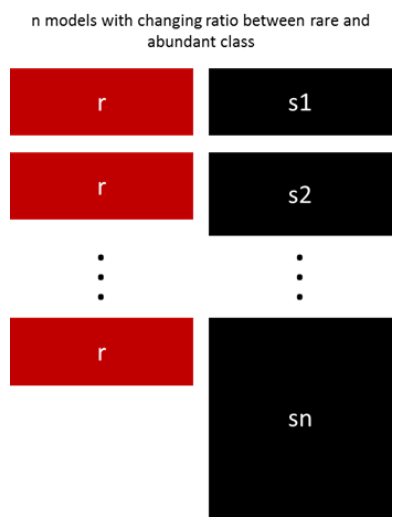 n models with changing ratio between rare and
abundant class
r
s1
r
s2
r
sn